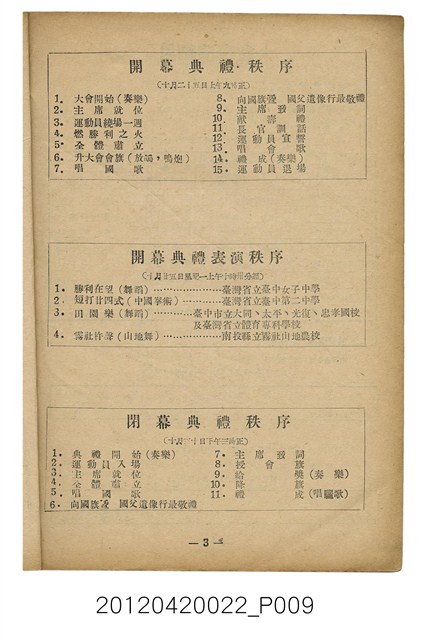 開幕典禮秩序
(十月二十五日上午九時正)
1. 大會開始(奏樂)
2. 主席就位
3. 運動員繞場一週
4. 燃勝利之火
5. 全體肅立
6. 升大會會旗(放鴿,鳴炮)
7. 唱國歌
8. 向國旗暨 國父遺像行最敬禮
9. 主席致詞
10. 獻壽禮
11. 長官訓話
12. 運動員宣誓
13. 唱會歌
14. 禮成(奏樂)
15. 運動員退場
開幕典禮表演秩序
1. 勝利在望(舞蹈)…………臺灣省立臺中女子中學
2. 短打廿四式(中國拳術)…………臺灣省立臺中第二中學
3. 田園樂(舞蹈)…………臺中市立大同、太平、光復、忠孝國校
及臺灣省立體育專科學校
4. 霧社杵聲(山地舞)…………南投縣立霧社山地農校
閉幕典禮秩序
1. 典禮開始(奏樂)
2. 運動員入場
3. 主席就位
4. 全體肅立
5. 唱國歌
6. 向國旗暨 國父遺像行最敬禮
7. 主席致詞
8. 授會旗
9. 給獎(奏樂)
10. 降旗
11. 禮成(唱驪歌)
— 3 —
20120420022_P009